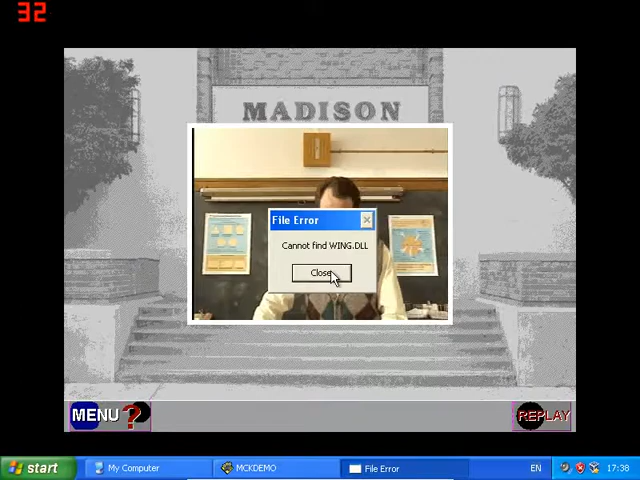 32
MADISON
File Error
Cannot find WING.DLL
Close
MENU ?
REPLAY
start
My Computer
MCKDEMO
File Error
EN
17:38